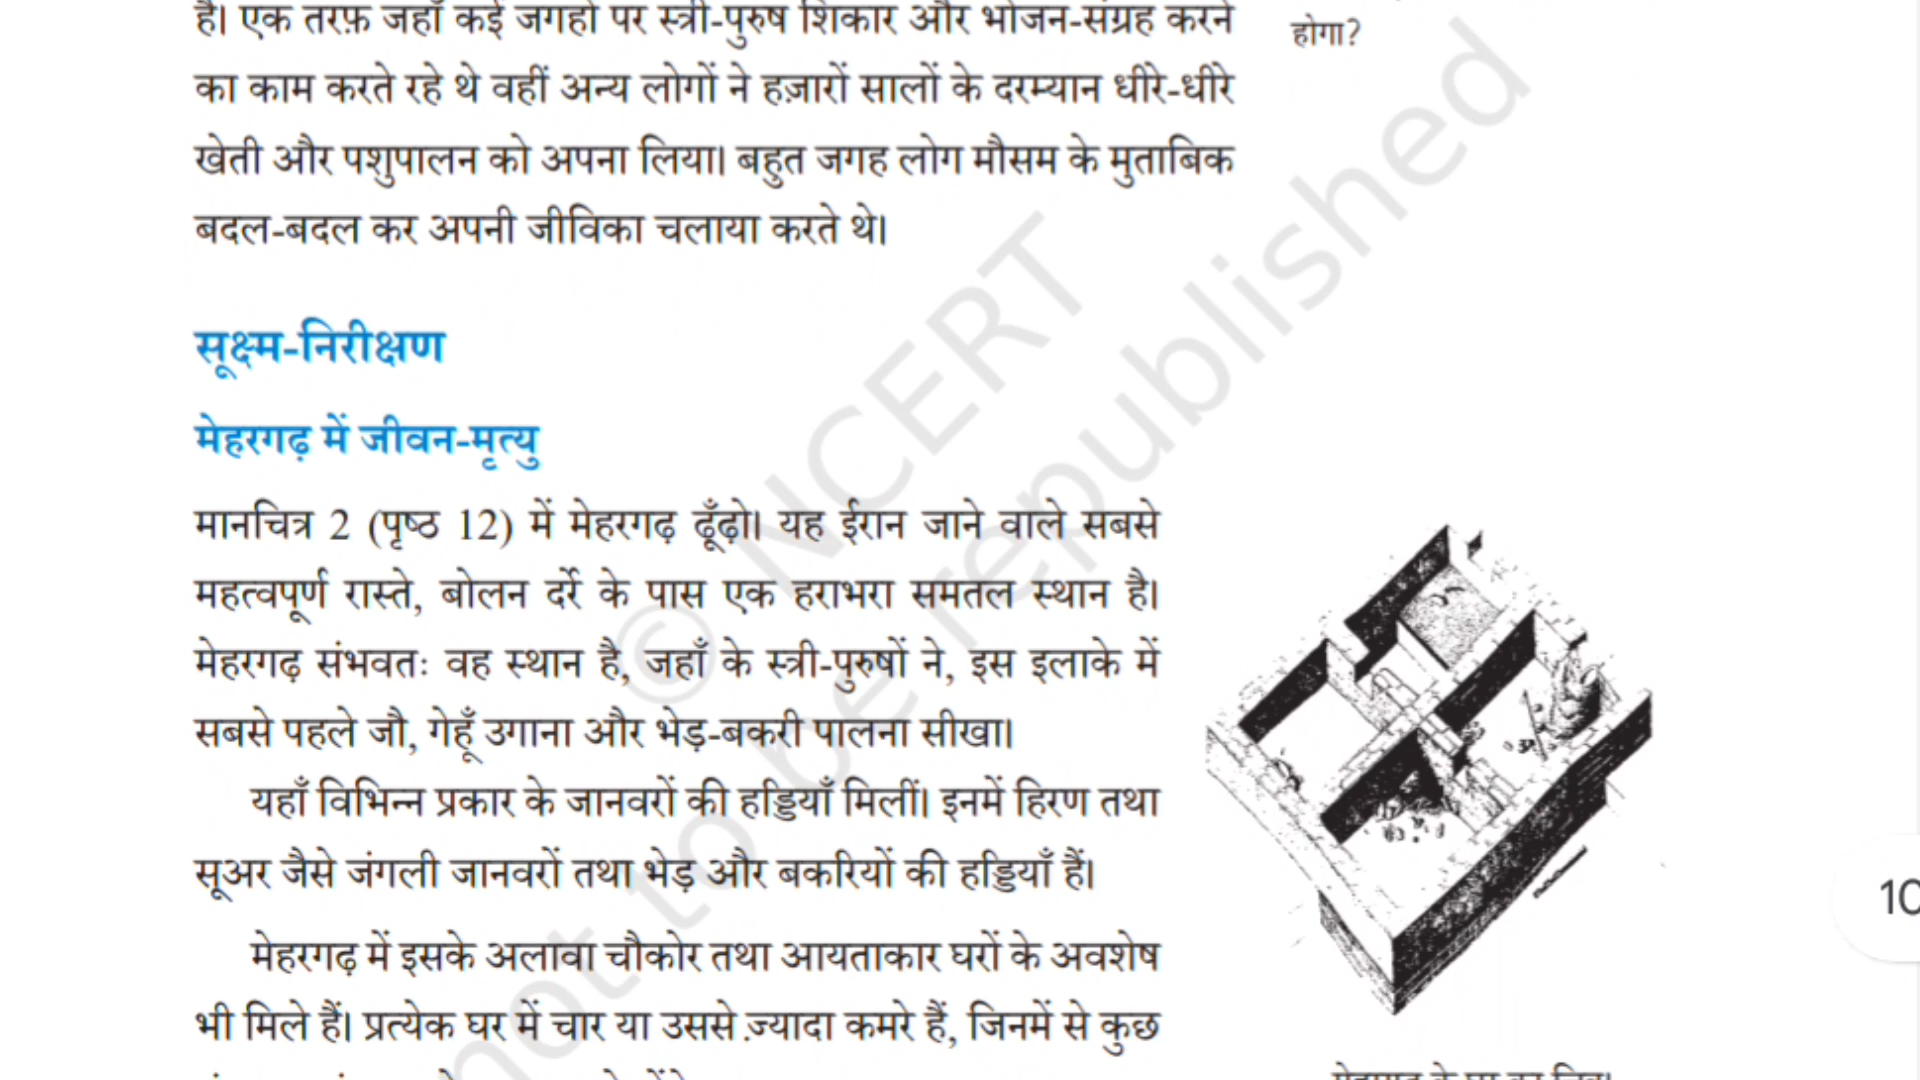 है। एक तरफ़ जहाँ कई जगहों पर स्त्री-पुरुष शिकार और भोजन-संग्रह करने
का काम करते रहे थे वहीं अन्य लोगों ने हज़ारों सालों के दरम्यान धीरे-धीरे
खेती और पशुपालन को अपना लिया। बहुत जगह लोग मौसम के मुताबिक
बदल-बदल कर अपनी जीविका चलाया करते थे।
होगा?
सूक्ष्म-निरीक्षण
मेहरगढ़ में जीवन-मृत्यु
मानचित्र 2 (पृष्ठ 12) में मेहरगढ़ ढूँढ़ो। यह ईरान जाने वाले सबसे
महत्वपूर्ण रास्ते, बोलन दर्रे के पास एक हराभरा समतल स्थान है।
मेहरगढ़ संभवतः वह स्थान है, जहाँ के स्त्री-पुरुषों ने, इस इलाके में
सबसे पहले जौ, गेहूँ उगाना और भेड़-बकरी पालना सीखा।
यहाँ विभिन्न प्रकार के जानवरों की हड्डियाँ मिलीं। इनमें हिरण तथा
सूअर जैसे जंगली जानवरों तथा भेड़ और बकरियों की हड्डियाँ हैं।
मेहरगढ़ में इसके अलावा चौकोर तथा आयताकार घरों के अवशेष
भी मिले हैं। प्रत्येक घर में चार या उससे ज़्यादा कमरे हैं, जिनमें से कुछ
© NCERT
not to be republished
10